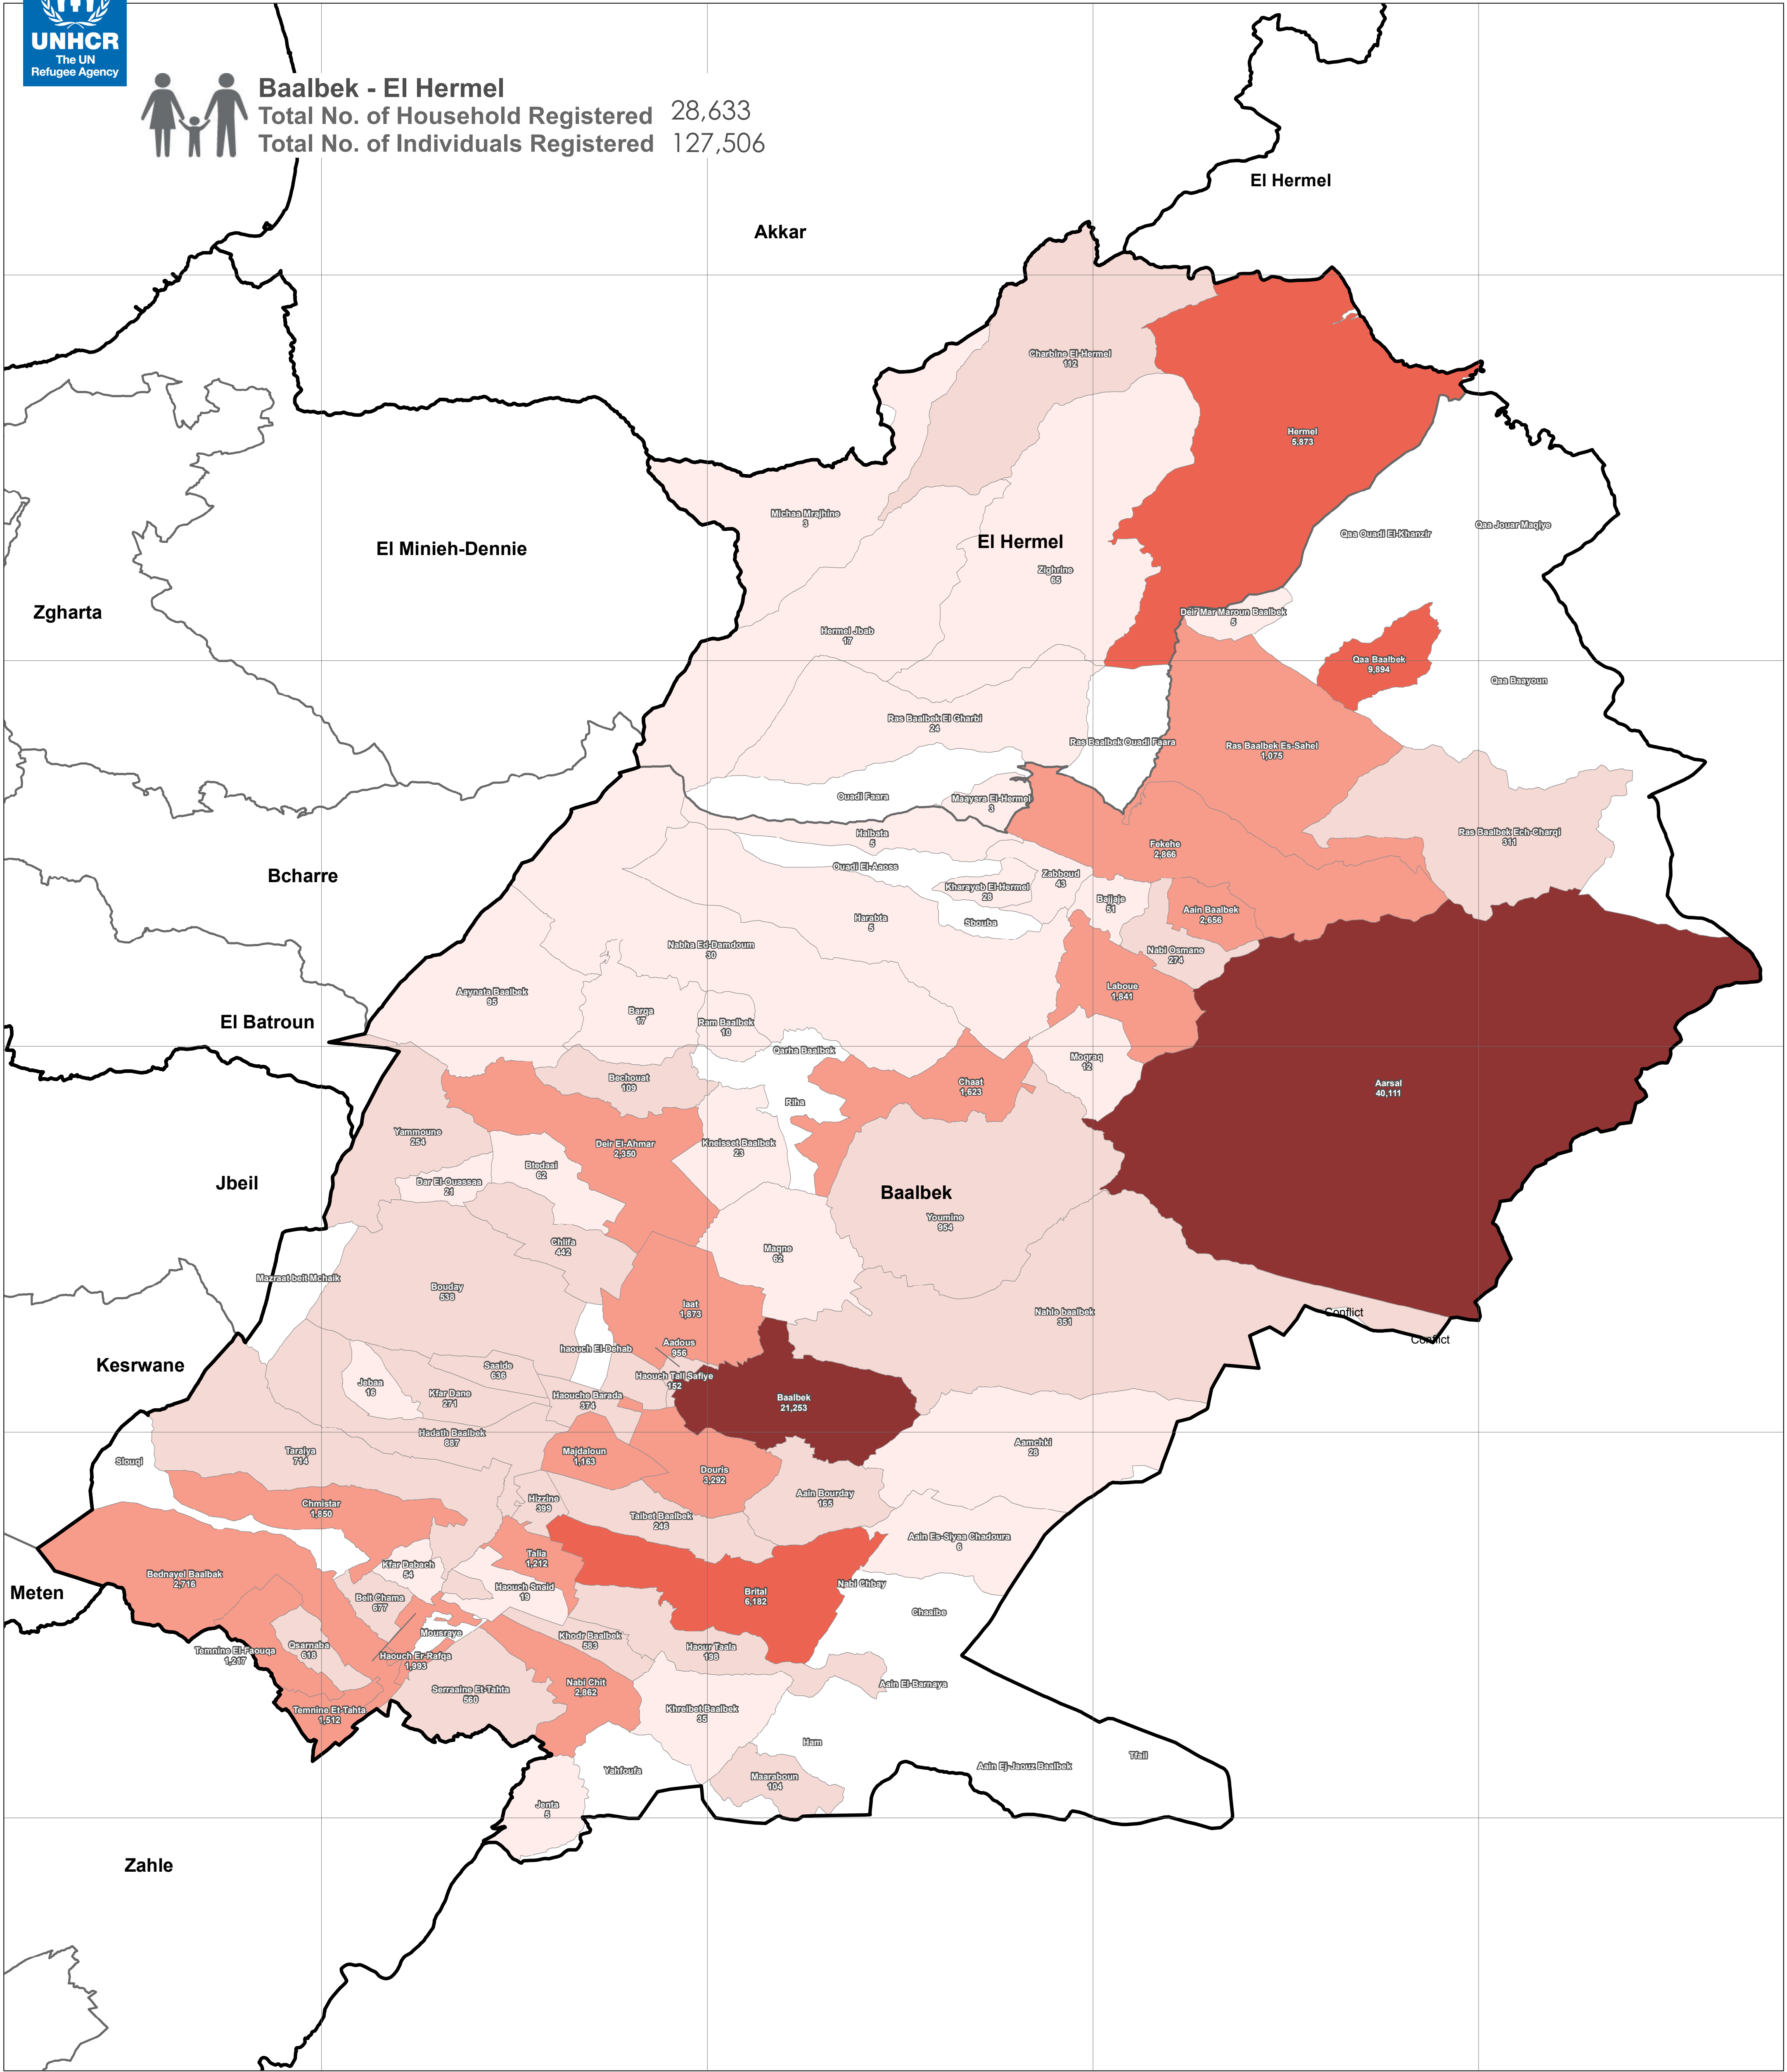 UNHCR
The UN
Refugee Agency
Baalbek - El Hermel
Total No. of Household Registered 28,633
Total No. of Individuals Registered 127,506
El Hermel
Akkar
Charbine El-Hermel
112
Hermel
5,873
Michaa Mrajhine
3
Qaa Jouar Maqiye
Qaa Ouadi El-Khanzir
El Hermel
El Minieh-Dennie
Zighrine
65
Zgharta
Deir Mar Maroun Baalbek
5
Hermel Jbab
17
Qaa Baalbek
9,894
Qaa Baayoun
Ras Baalbek El Gharbi
24
Ras Baalbek Ouadi Faara
Ras Baalbek Es-Sahel
1,075
Ouadi Faara
Maaysra El-Hermel
3
Halbata
5
Ras Baalbek Ech-Charqi
311
Fekehe
2,866
Ouadi El-Aaoss
Bcharre
Zabboud
43
Kharayeb El-Hermel
28
Bajjaje
51
Aain Baalbek
2,656
Harabta
5
Sbouba
Nabha Ed-Damdoum
30
Nabi Osmane
274
Laboue
1,841
Aaynata Baalbek
95
Barqa
17
Ram Baalbek
10
El Batroun
Qarha Baalbek
Moqraq
12
Bechouat
109
Chaat
1,623
Aarsal
40,111
Riha
Yammoune
254
Deir El-Ahmar
2,350
Kneisset Baalbek
23
Btedaai
62
Dar El-Ouassaa
21
Jbeil
Baalbek
Youmine
954
Chlifa
442
Maqne
62
Mazraat beit Mchaik
Bouday
538
Iaat
1,873
Nahle baalbek
351
Conflict
Conflict
Aadous
956
haouch El-Dehab
Kesrwane
Saaide
636
Haouch Tall Safiye
152
Jebaa
16
Kfar Dane
271
Haouche Barada
374
Baalbek
21,253
Hadath Baalbek
887
Aamchki
28
Taraiya
714
Majdaloun
1,163
Slouqi
Douris
3,292
Aain Bourday
165
Hizzine
399
Chmistar
1,850
Taibet Baalbek
246
Aain Es-Siyaa Chadoura
6
Talia
1,212
Kfar Dabach
54
Bednayel Baalbak
2,716
Nabi Chbay
Haouch Snaid
19
Brital
6,182
Meten
Beit Chama
677
Chaaibe
Mousraye
Khodr Baalbek
583
Qsarnaba
618
Haour Taala
198
Temnine El-Faouqa
1,217
Haouch Er-Rafqa
1,993
Nabi Chit
2,862
Aain El-Barnaya
Serraaine Et-Tahta
560
Temnine Et-Tahta
1,512
Khreibet Baalbek
35
Ham
Tfail
Aain Ej-Jaouz Baalbek
Yahfoufa
Maaraboun
104
Jenta
5
Zahle